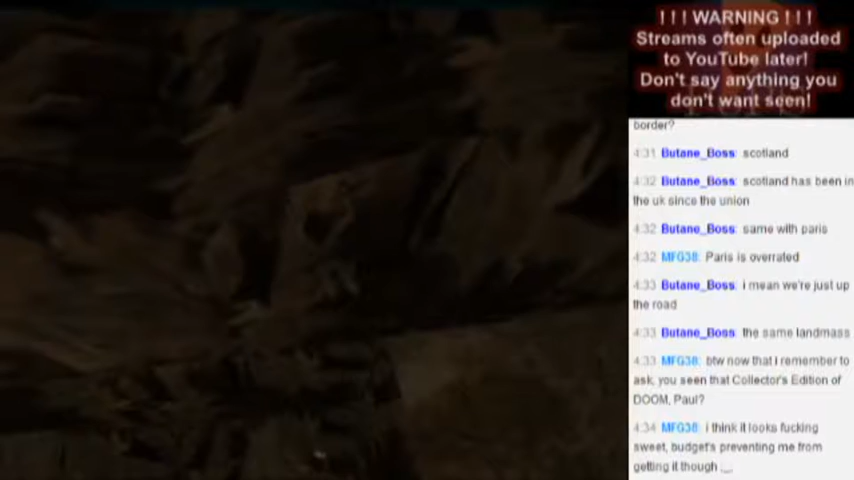 ! ! ! WARNING ! ! !
Streams often uploaded
to YouTube later!
Don't say anything you
don't want seen!
border?
4:31 Butane_Boss: scotland
4:32 Butane_Boss: scotland has been in
the uk since the union
4:32 Butane_Boss: same with paris
4:32 MFG38: Paris is overrated
4:33 Butane_Boss: i mean we're just up
the road
4:33 Butane_Boss: the same landmass
4:33 MFG38: btw now that I remember to
ask, you seen that Collector's Edition of
DOOM, Paul?
4:34 MFG38: i think it looks fucking
sweet, budget's preventing me from
getting it though ._.